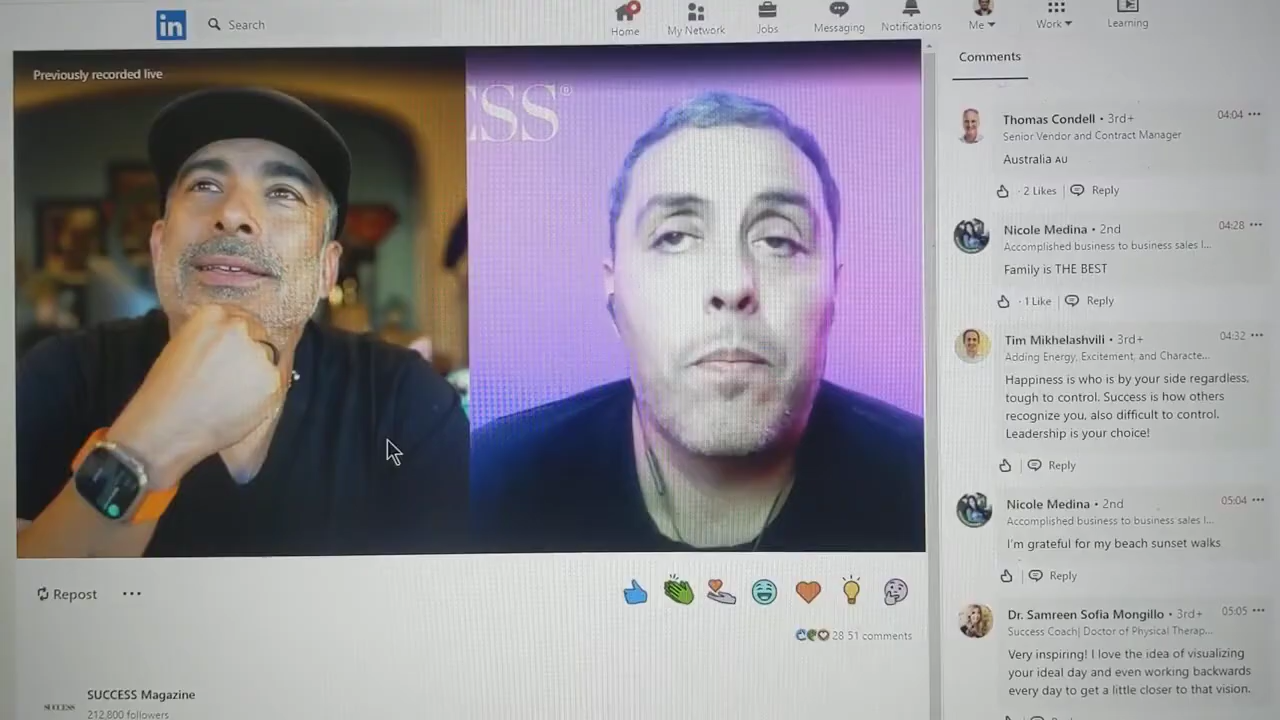 in
Search
Home
My Network
Jobs
Messaging
Notifications
Me
Work
Learning
Previously recorded live
ESS®
Repost
28 51 comments
SUCCESS
SUCCESS Magazine
212,800 followers
Comments
Thomas Condell • 3rd+
04:04
Senior Vendor and Contract Manager
Australia AU
· 2 Likes | Reply
Nicole Medina • 2nd
04:28
Accomplished business to business sales l...
Family is THE BEST
· 1 Like | Reply
Tim Mikhelashvili • 3rd+
04:32
Adding Energy, Excitement, and Characte...
Happiness is who is by your side regardless,
tough to control. Success is how others
recognize you, also difficult to control.
Leadership is your choice!
| Reply
Nicole Medina • 2nd
05:04
Accomplished business to business sales l...
I'm grateful for my beach sunset walks
| Reply
Dr. Samreen Sofia Mongillo • 3rd+
05:05
Success Coach| Doctor of Physical Therap...
Very inspiring! I love the idea of visualizing
your ideal day and even working backwards
every day to get a little closer to that vision.